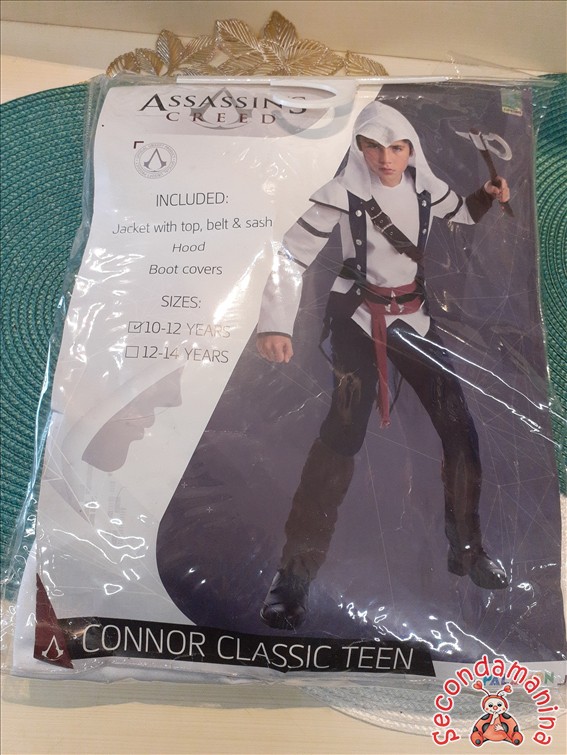 ASSASSIN'S
CREED
INCLUDED:
Jacket with top, belt & sash
Hood
Boot covers
SIZES:
☑10-12 YEARS
☐12-14 YEARS
CONNOR CLASSIC TEEN
Secondamanina